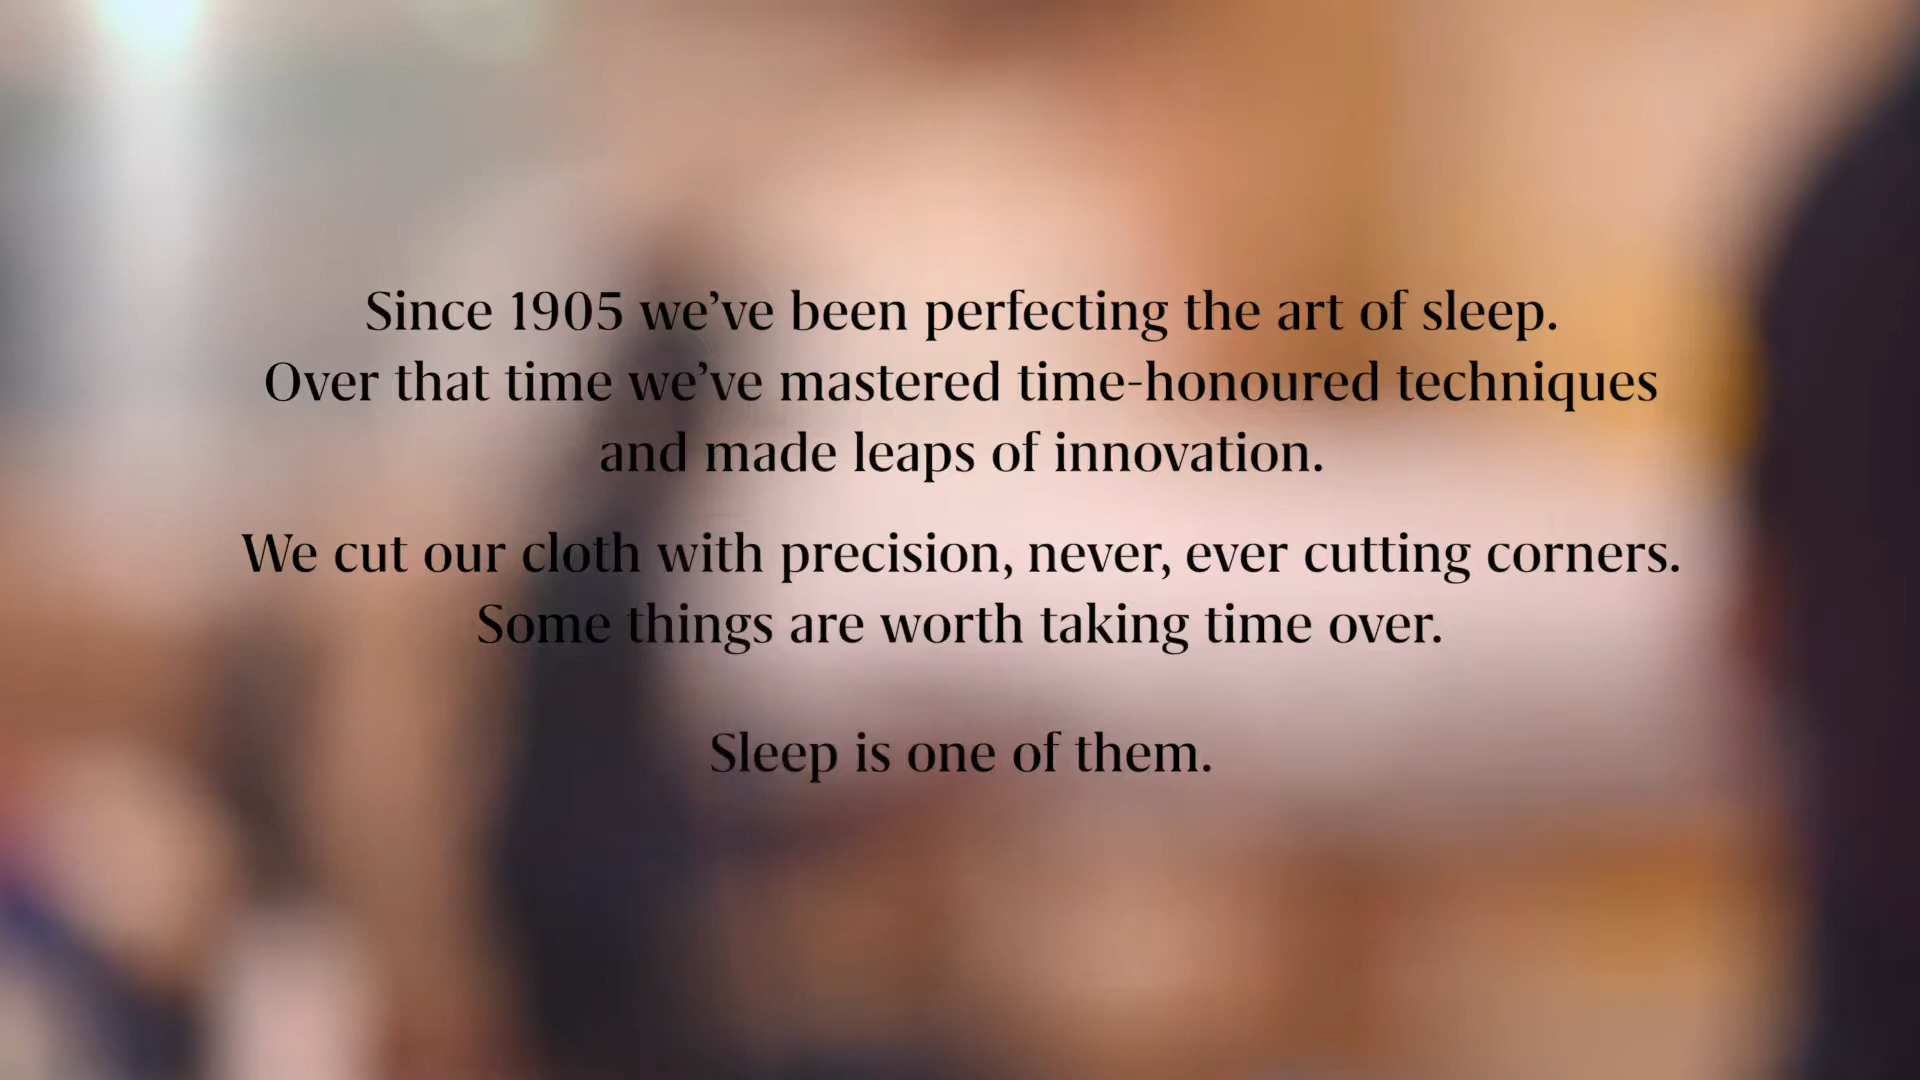 Since 1905 we’ve been perfecting the art of sleep.
Over that time we’ve mastered time-honoured techniques
and made leaps of innovation.
We cut our cloth with precision, never, ever cutting corners.
Some things are worth taking time over.
Sleep is one of them.